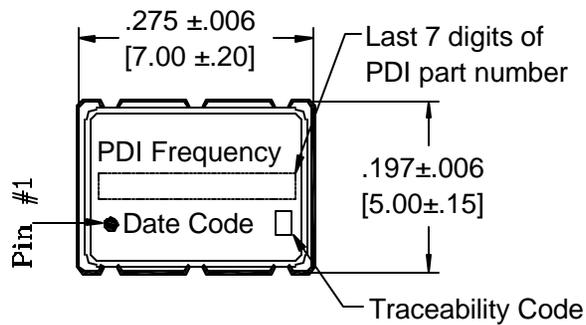 .275 ±.006
[7.00 ±.20]
Last 7 digits of
PDI part number
PDI Frequency
.197±.006
[5.00±.15]
Pin #1
Date Code
Traceability Code